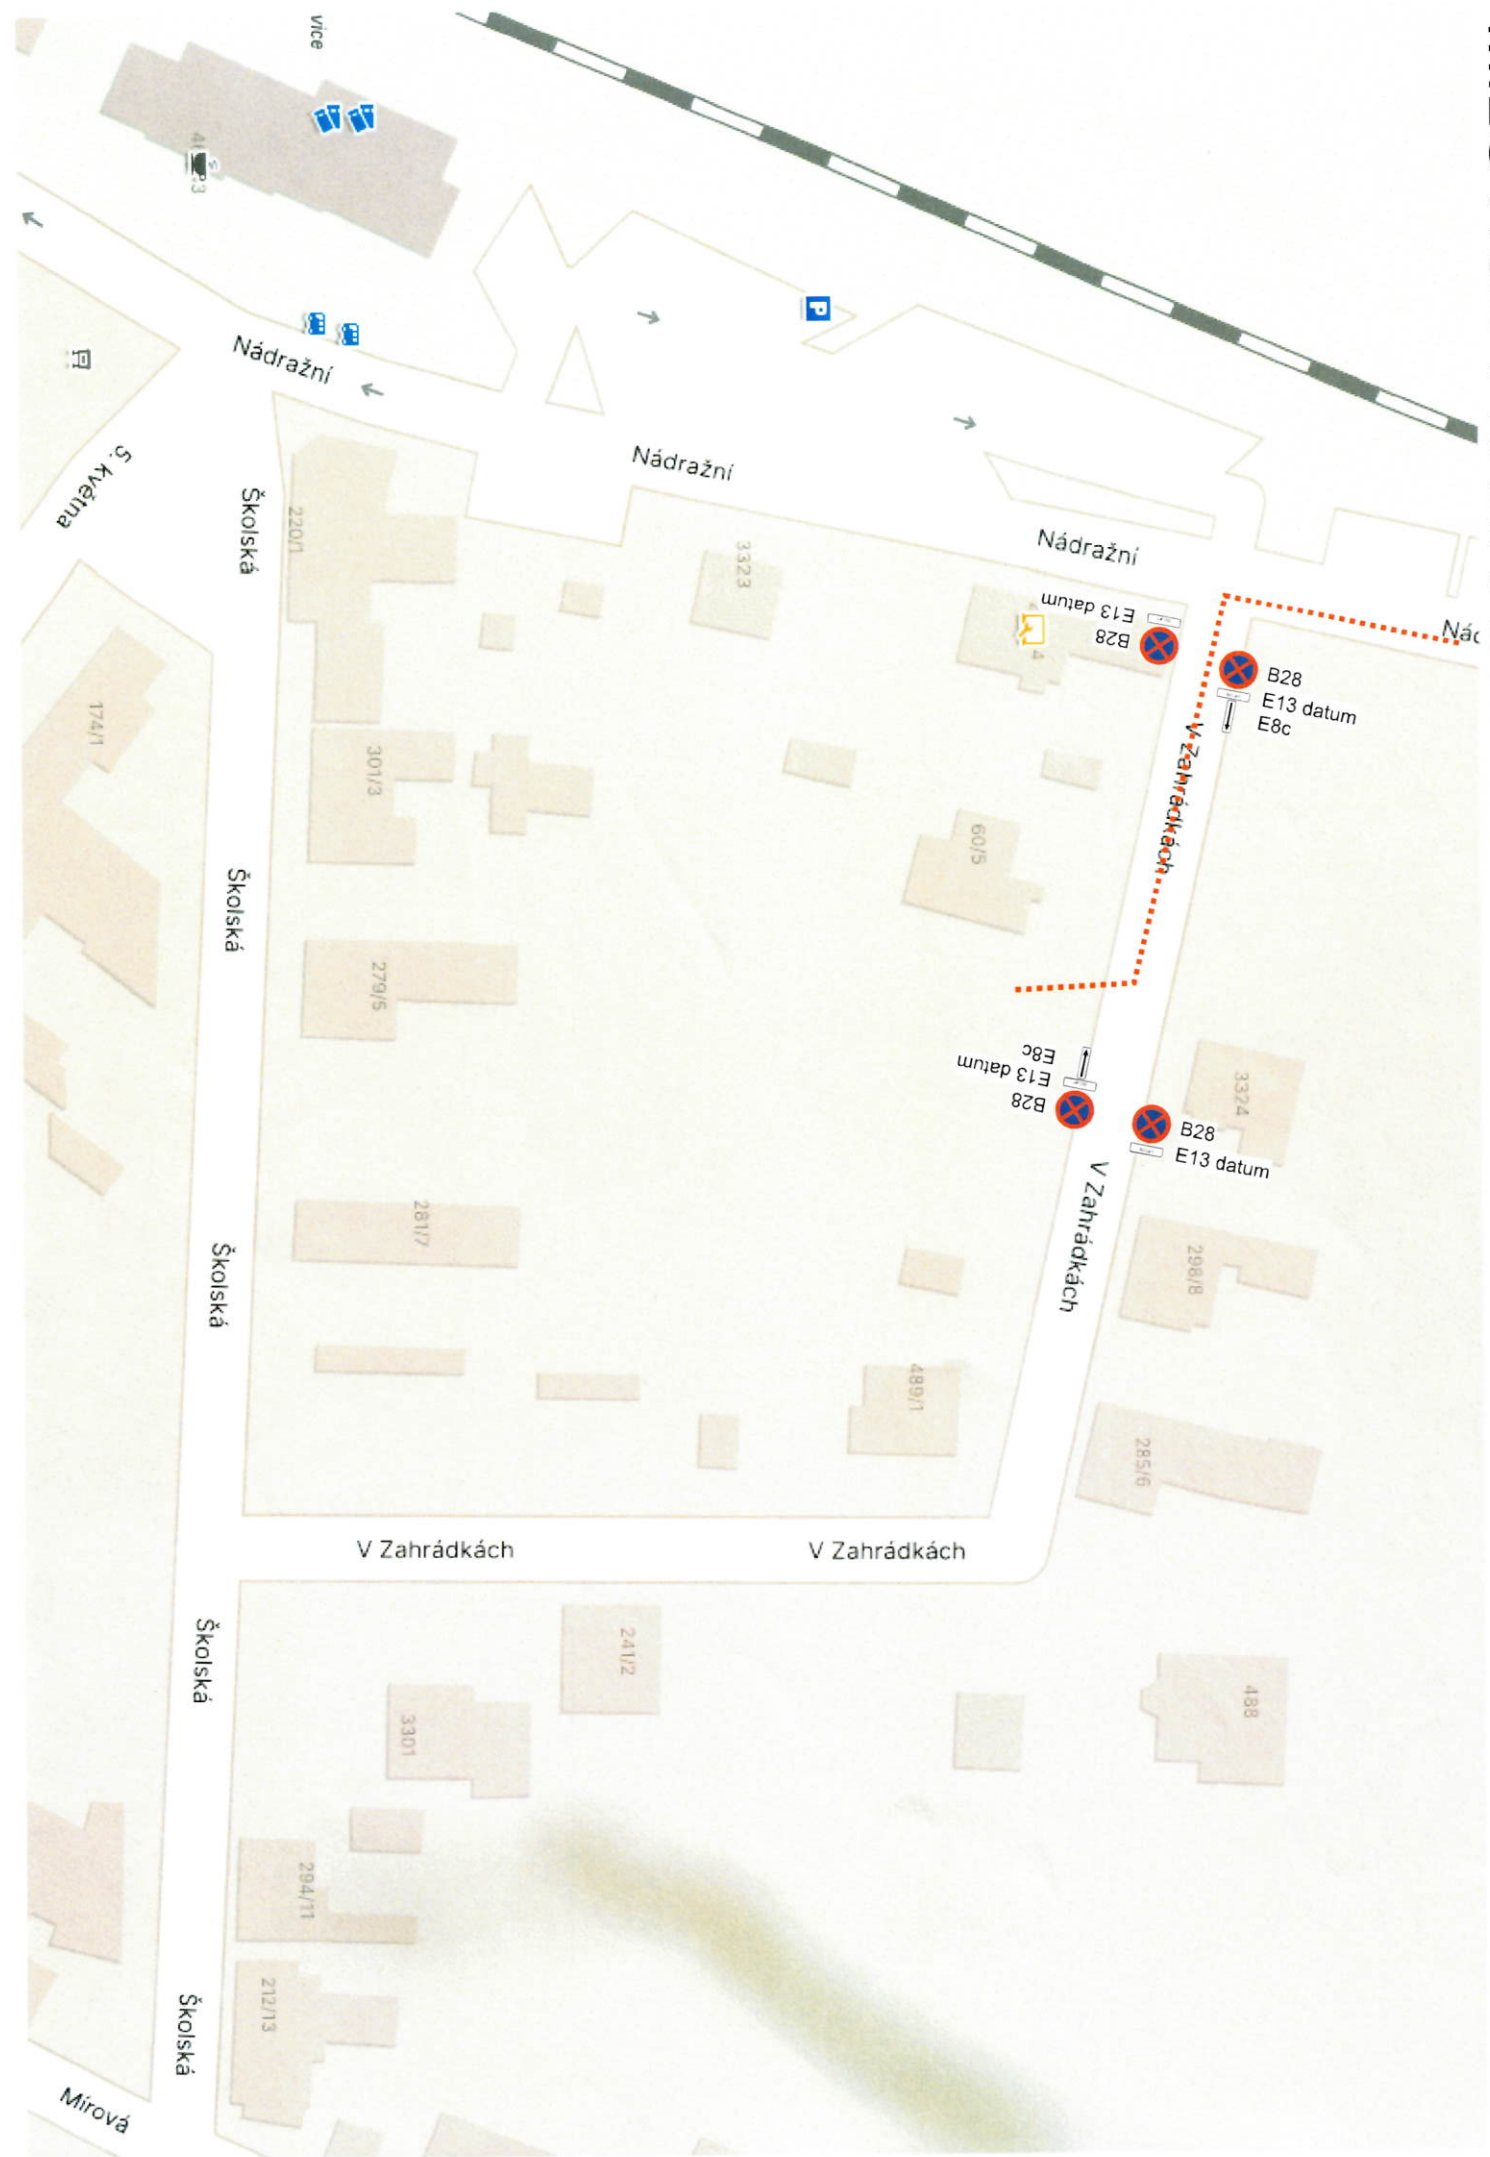 vice
Nádražní
5. května
Školská
220/1
Nádražní
3323
Nádražní
E13 datum
B28
4
B28
E13 datum
E8c
V Zahrádkách
174/1
301/3
60/5
Školská
279/5
E8c
E13 datum
B28
3324
B28
E13 datum
V Zahrádkách
281/7
Školská
298/8
489/1
285/6
V Zahrádkách
V Zahrádkách
Školská
241/2
3301
488
294/11
212/13
Školská
Mírová
P